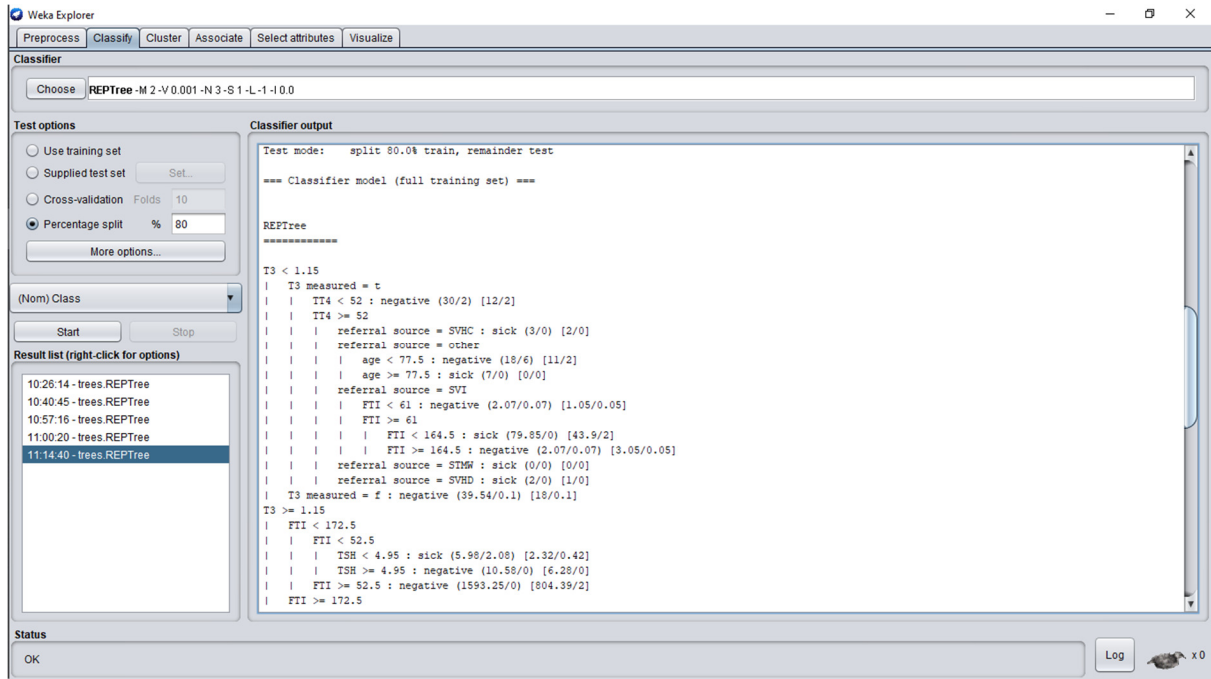 Weka Explorer
Preprocess Classify Cluster Associate Select attributes Visualize
Classifier
Choose REPTree -M 2 -V 0.001 -N 3 -S 1 -L -1 -I 0.0
Test options
Use training set
Supplied test set Set...
Cross-validation Folds 10
Percentage split % 80
More options...
(Nom) Class
Start Stop
Result list (right-click for options)
10:26:14 - trees.REPTree
10:40:45 - trees.REPTree
10:57:16 - trees.REPTree
11:00:20 - trees.REPTree
11:14:40 - trees.REPTree
Classifier output
Test mode:    split 80.0% train, remainder test
=== Classifier model (full training set) ===
REPTree
============
T3 < 1.15
|   T3 measured = t
|   |   TT4 < 52 : negative (30/2) [12/2]
|   |   TT4 >= 52
|   |   |   referral source = SVHC : sick (3/0) [2/0]
|   |   |   referral source = other
|   |   |   |   age < 77.5 : negative (18/6) [11/2]
|   |   |   |   age >= 77.5 : sick (7/0) [0/0]
|   |   |   referral source = SVI
|   |   |   |   FTI < 61 : negative (2.07/0.07) [1.05/0.05]
|   |   |   |   FTI >= 61
|   |   |   |   |   FTI < 164.5 : sick (79.85/0) [43.9/2]
|   |   |   |   |   FTI >= 164.5 : negative (2.07/0.07) [3.05/0.05]
|   |   |   referral source = STMW : sick (0/0) [0/0]
|   |   |   referral source = SVHD : sick (2/0) [1/0]
|   T3 measured = f : negative (39.54/0.1) [18/0.1]
T3 >= 1.15
|   FTI < 172.5
|   |   FTI < 52.5
|   |   |   TSH < 4.95 : sick (5.98/2.08) [2.32/0.42]
|   |   |   TSH >= 4.95 : negative (10.58/0) [6.28/0]
|   |   FTI >= 52.5 : negative (1593.25/0) [804.39/2]
|   FTI >= 172.5
Status
OK
Log x 0